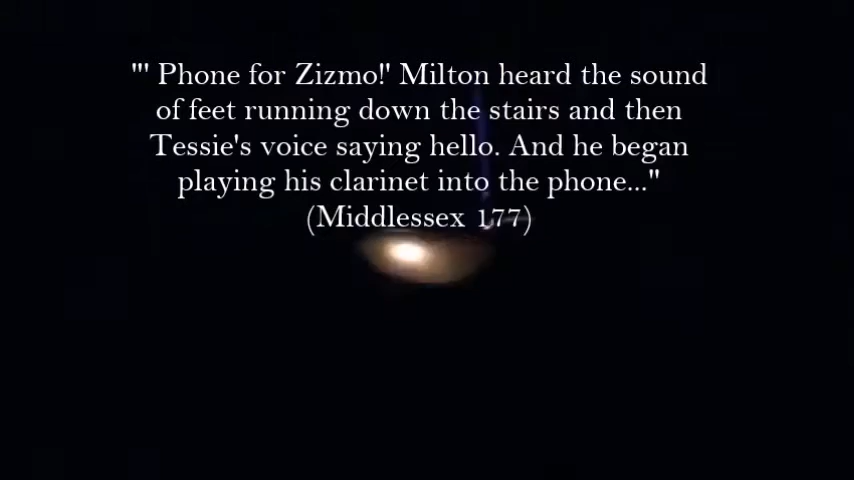 "' Phone for Zizmo!' Milton heard the sound
of feet running down the stairs and then
Tessie's voice saying hello. And he began
playing his clarinet into the phone..."
(Middlessex 177)